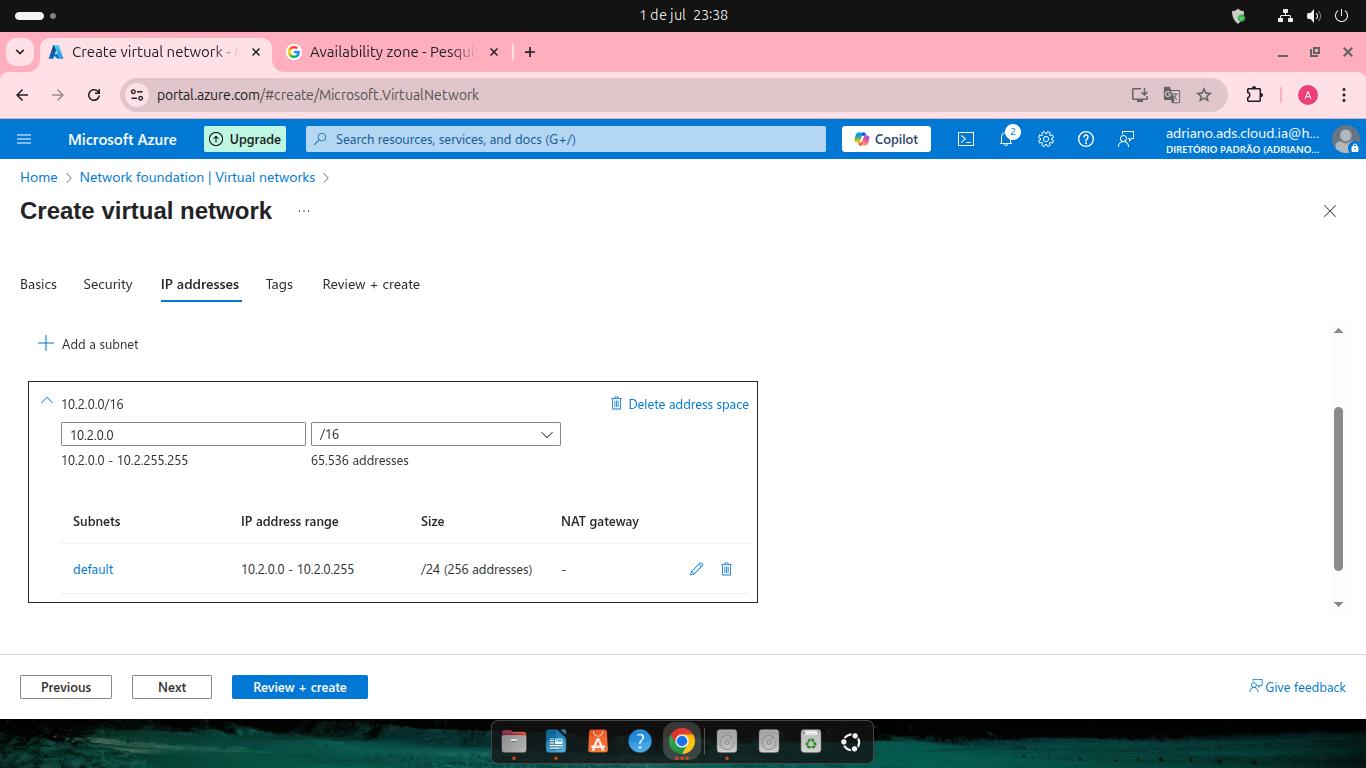 1 de jul 23:38
Create virtual network - M
Availability zone - Pesqui
portal.azure.com/#create/Microsoft.VirtualNetwork
A
Microsoft Azure
Upgrade
Search resources, services, and docs (G+/)
Copilot
2
adriano.ads.cloud.ia@h...
DIRETÓRIO PADRÃO (ADRIANO...
Home > Network foundation | Virtual networks >
Create virtual network ...
Basics Security IP addresses Tags Review + create
+ Add a subnet
10.2.0.0/16
Delete address space
10.2.0.0 /16
10.2.0.0 - 10.2.255.255 65.536 addresses
Subnets IP address range Size NAT gateway
default 10.2.0.0 - 10.2.0.255 /24 (256 addresses) -
Previous Next Review + create
Give feedback